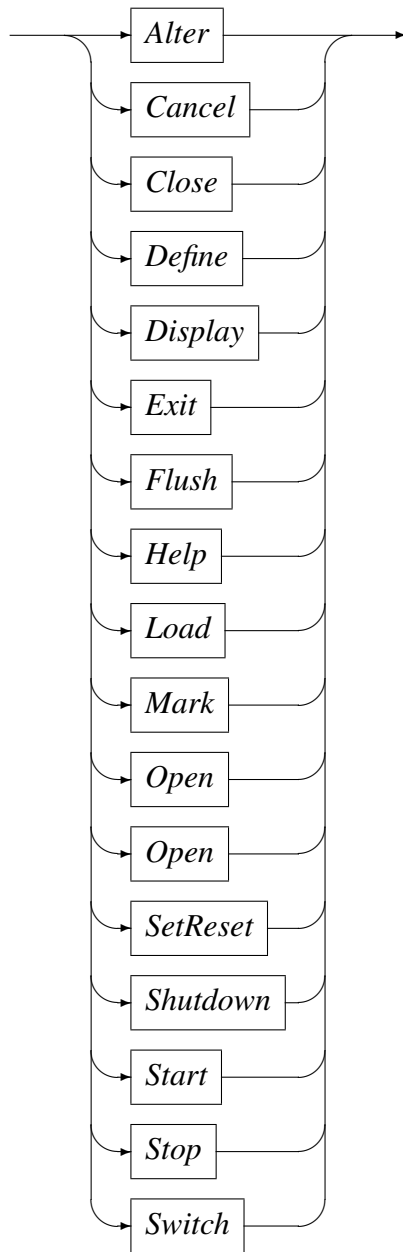 Alter
Cancel
Close
Define
Display
Exit
Flush
Help
Load
Mark
Open
Open
SetReset
Shutdown
Start
Stop
Switch